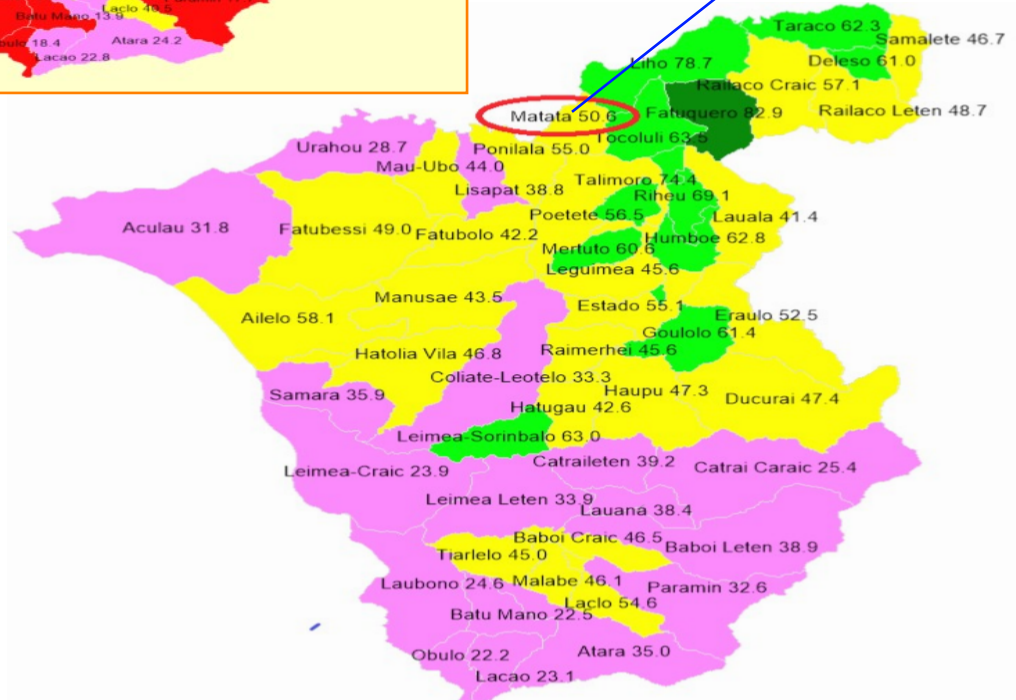 Laclo 40.5
Batu Mano 13.9
18.4
Atara 24.2
Lacao 22.8
Taraco 62.3
Samalete 46.7
Liho 78.7
Deleso 61.0
Railaco Craic 57.1
Matata 50.6
Fatuquero 82.9
Railaco Leten 48.7
Tocoluli 63.5
Urahou 28.7
Ponilala 55.0
Mau-Ubo 44.0
Talimoro 74.4
Lisapat 38.8
Riheu 69.1
Poetete 56.5
Lauala 41.4
Aculau 31.8
Fatubessi 49.0
Fatubolo 42.2
Humboe 62.8
Mertuto 60.6
Leguimea 45.6
Manusae 43.5
Estado 55.1
Ailelo 58.1
Eraulo 52.5
Goulolo 61.4
Hatolia Vila 46.8
Raimerhei 45.6
Coliate-Leotelo 33.3
Samara 35.9
Haupu 47.3
Ducurai 47.4
Hatugau 42.6
Leimea-Sorinbalo 63.0
Leimea-Craic 23.9
Catraileten 39.2
Catrai Caraic 25.4
Leimea Leten 33.9
Lauana 38.4
Baboi Craic 46.5
Baboi Leten 38.9
Tiarlelo 45.0
Laubono 24.6
Malabe 46.1
Paramin 32.6
Laclo 54.6
Batu Mano 22.5
Obulo 22.2
Atara 35.0
Lacao 23.1